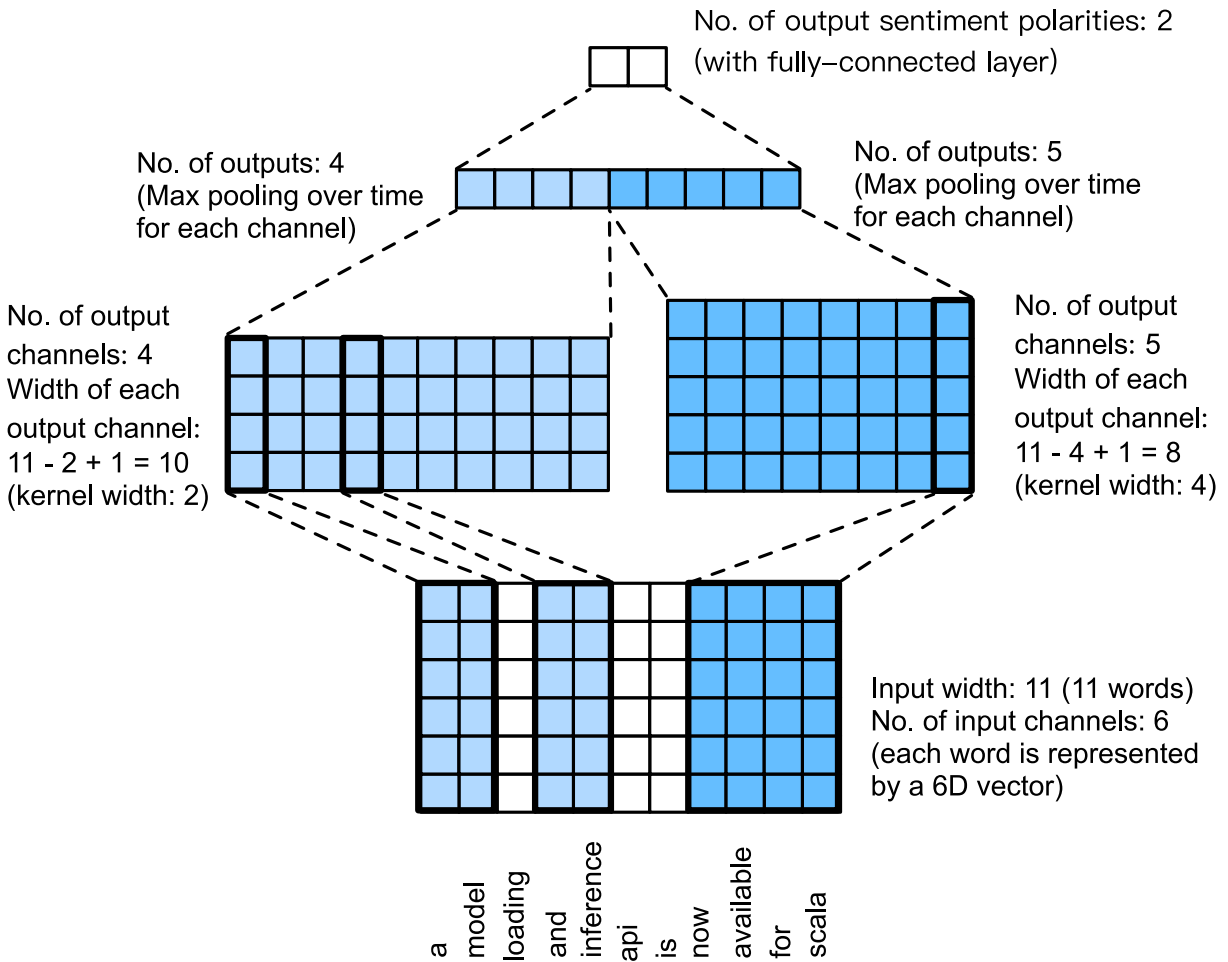 No. of output sentiment polarities: 2
(with fully–connected layer)
No. of outputs: 4
(Max pooling over time
for each channel)
No. of outputs: 5
(Max pooling over time
for each channel)
No. of output
channels: 4
Width of each
output channel:
11 - 2 + 1 = 10
(kernel width: 2)
No. of output
channels: 5
Width of each
output channel:
11 - 4 + 1 = 8
(kernel width: 4)
Input width: 11 (11 words)
No. of input channels: 6
(each word is represented
by a 6D vector)
a
model
loading
and
inference
api
is
now
available
for
scala